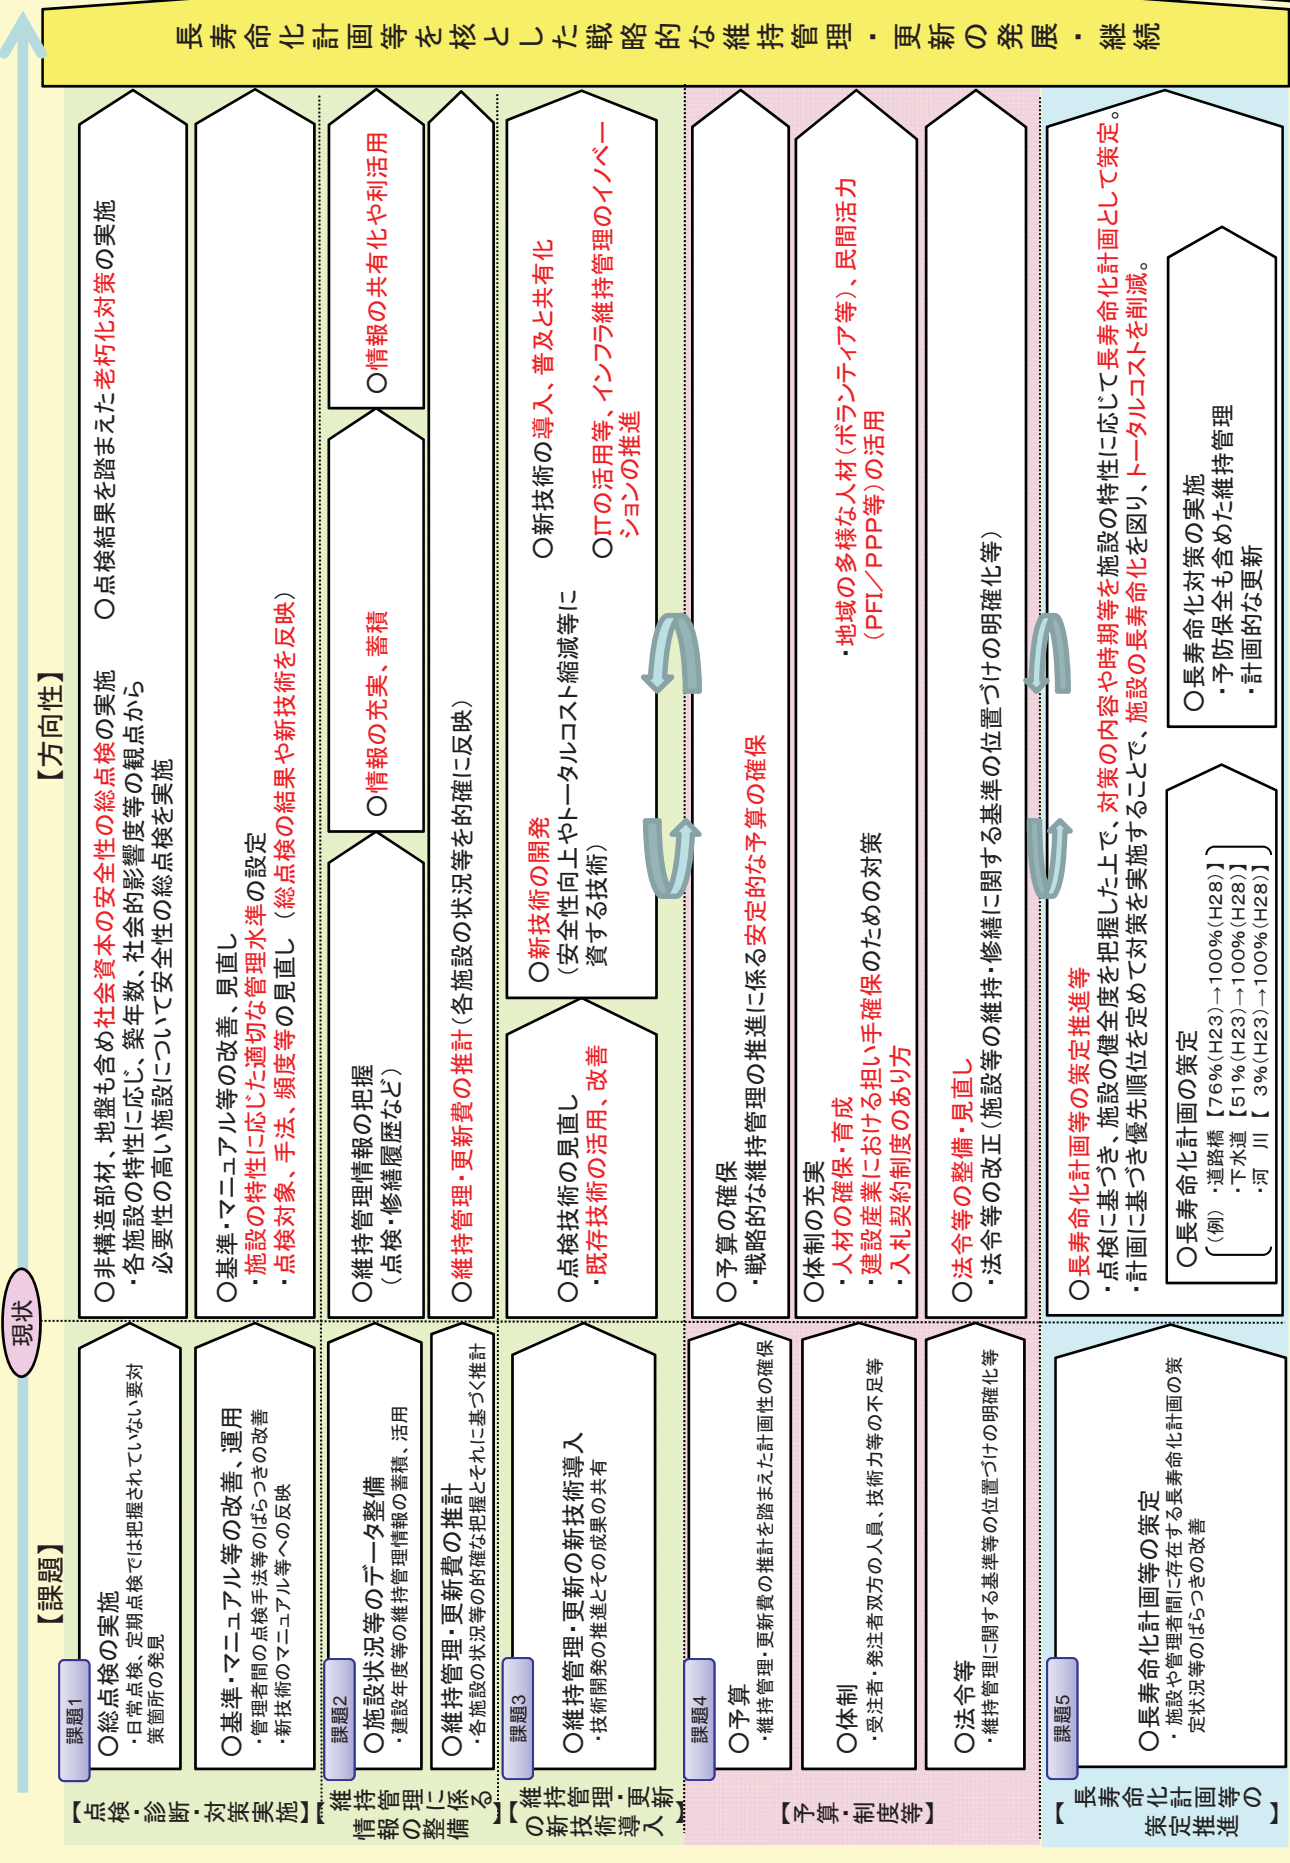 【課題】
現状
【方向性】
長寿命化計画等を核とした戦略的な維持管理・更新の発展・継続
【点検・診断・対策実施】
課題1
○総点検の実施
・日常点検、定期点検では把握されていない要対
策箇所の発見
○非構造部材、地盤も含め社会資本の安全性の総点検の実施
・各施設の特性に応じ、築年数、社会的影響度等の観点から
必要性の高い施設について安全性の総点検を実施
○点検結果を踏まえた老朽化対策の実施
○基準・マニュアル等の改善、運用
・管理者間の点検手法等のばらつきの改善
・新技術のマニュアル等への反映
○基準・マニュアル等の改善、見直し
・施設の特性に応じた適切な管理水準の設定
・点検対象、手法、頻度等の見直し（総点検の結果や新技術を反映）
【維持管理に係る
情報の整備】
課題2
○施設状況等のデータ整備
・建設年度等の維持管理情報の蓄積、活用
○維持管理情報の把握
（点検・修繕履歴など）
○情報の充実、蓄積
○情報の共有化や利活用
○維持管理・更新費の推計
・各施設の状況等の的確な把握とそれに基づく推計
○維持管理・更新費の推計（各施設の状況等を的確に反映）
【維持管理・更新
の新技術導入】
課題3
○維持管理・更新の新技術導入
・技術開発の推進とその成果の共有
○点検技術の見直し
・既存技術の活用、改善
○新技術の開発
（安全性向上やトータルコスト縮減等に
資する技術）
○新技術の導入、普及と共有化
○ITの活用等、インフラ維持管理のイノベー
ションの推進
【予算・制度等】
課題4
○予算
・維持管理・更新費の推計を踏まえた計画性の確保
○予算の確保
・戦略的な維持管理の推進に係る安定的な予算の確保
○体制
・受注者・発注者双方の人員、技術力等の不足等
○体制の充実
・人材の確保・育成
・建設産業における担い手確保のための対策
・入札契約制度のあり方
・地域の多様な人材（ボランティア等）、民間活力
（PFI／PPP等）の活用
○法令等
・維持管理に関する基準等の位置づけの明確化等
○法令等の整備・見直し
・法令等の改正（施設等の維持・修繕に関する基準の位置づけの明確化等）
【長寿命化計画等の
策定推進】
課題5
○長寿命化計画等の策定
・施設や管理者間に存在する長寿命化計画の策
定状況等のばらつきの改善
○長寿命化計画等の策定推進等
・点検に基づき、施設の健全度を把握した上で、対策の内容や時期等を施設の特性に応じて長寿命化計画として策定。
・計画に基づき優先順位を定めて対策を実施することで、施設の長寿命化を図り、トータルコストを削減。
○長寿命化計画の策定
（例）・道路橋【76%(H23)→100%(H28)】
・下水道【51%(H23)→100%(H28)】
・河　川【 3%(H23)→100%(H28)】
○長寿命化対策の実施
・予防保全も含めた維持管理
・計画的な更新